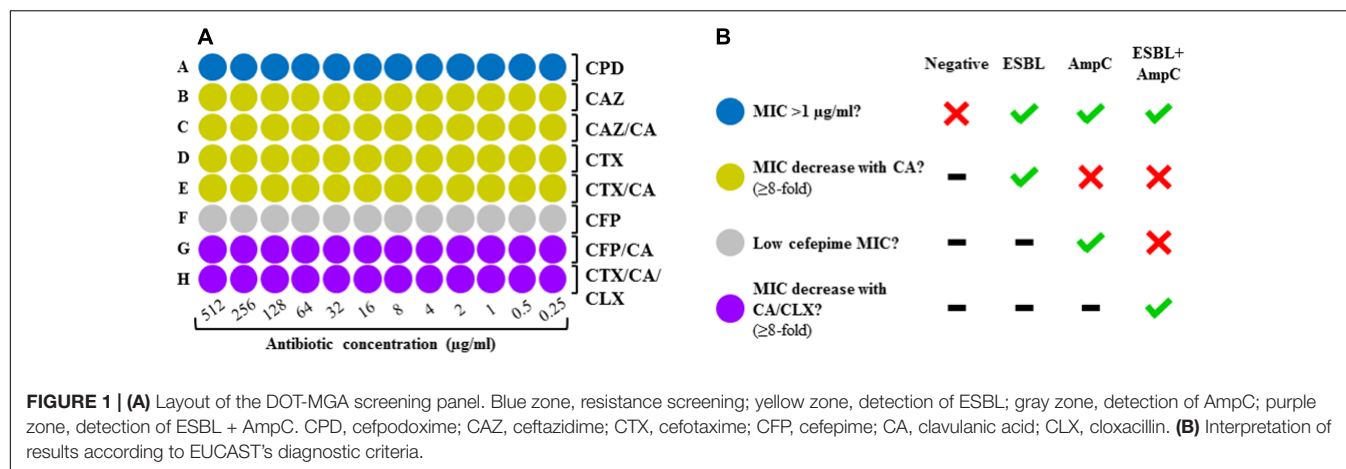 A
A CPD
B CAZ
C CAZ/CA
D CTX
E CTX/CA
F CFP
G CFP/CA
H CTX/CA/
CLX
512 256 128 64 32 16 8 4 2 1 0.5 0.25
Antibiotic concentration (µg/ml)
B
Negative ESBL AmpC ESBL+
AmpC
MIC >1 µg/ml?
MIC decrease with CA?
(≥8-fold)
Low cefepime MIC?
MIC decrease with
CA/CLX?
(≥8-fold)
FIGURE 1 | (A) Layout of the DOT-MGA screening panel. Blue zone, resistance screening; yellow zone, detection of ESBL; gray zone, detection of AmpC; purple
zone, detection of ESBL + AmpC. CPD, cefpodoxime; CAZ, ceftazidime; CTX, cefotaxime; CFP, cefepime; CA, clavulanic acid; CLX, cloxacillin. (B) Interpretation of
results according to EUCAST's diagnostic criteria.